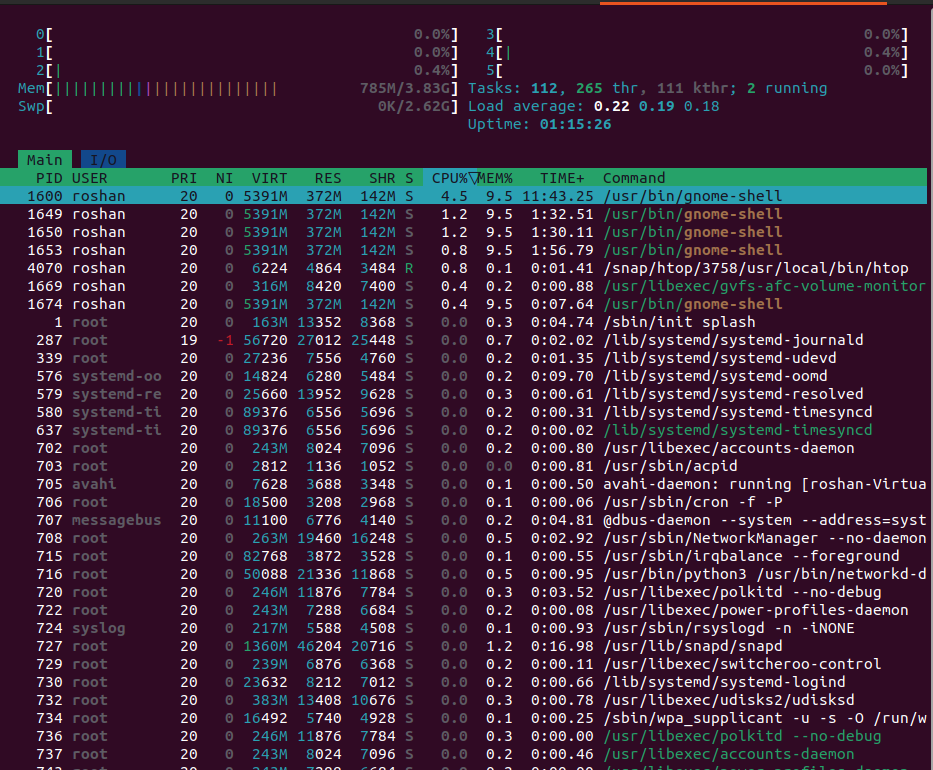 0[ 0.0%] 3[ 0.0%]
1[ 0.0%] 4[| 0.4%]
2[| 0.4%] 5[ 0.0%]
Mem[||||||||||||||||||||||||| 785M/3.83G] Tasks: 112, 265 thr, 111 kthr; 2 running
Swp[ 0K/2.62G] Load average: 0.22 0.19 0.18
Uptime: 01:15:26
Main I/O
PID USER PRI NI VIRT RES SHR S CPU%▽MEM% TIME+ Command
1600 roshan 20 0 5391M 372M 142M S 4.5 9.5 11:43.25 /usr/bin/gnome-shell
1649 roshan 20 0 5391M 372M 142M S 1.2 9.5 1:32.51 /usr/bin/gnome-shell
1650 roshan 20 0 5391M 372M 142M S 1.2 9.5 1:30.11 /usr/bin/gnome-shell
1653 roshan 20 0 5391M 372M 142M S 0.8 9.5 1:56.79 /usr/bin/gnome-shell
4070 roshan 20 0 6224 4864 3484 R 0.8 0.1 0:01.41 /snap/htop/3758/usr/local/bin/htop
1669 roshan 20 0 316M 8420 7400 S 0.4 0.2 0:00.88 /usr/libexec/gvfs-afc-volume-monitor
1674 roshan 20 0 5391M 372M 142M S 0.4 9.5 0:07.64 /usr/bin/gnome-shell
1 root 20 0 163M 13352 8368 S 0.0 0.3 0:04.74 /sbin/init splash
287 root 19 -1 56720 27012 25448 S 0.0 0.7 0:02.02 /lib/systemd/systemd-journald
339 root 20 0 27236 7556 4760 S 0.0 0.2 0:01.35 /lib/systemd/systemd-udevd
576 systemd-oo 20 0 14824 6280 5484 S 0.0 0.2 0:09.70 /lib/systemd/systemd-oomd
579 systemd-re 20 0 25660 13952 9628 S 0.0 0.3 0:00.61 /lib/systemd/systemd-resolved
580 systemd-ti 20 0 89376 6556 5696 S 0.0 0.2 0:00.31 /lib/systemd/systemd-timesyncd
637 systemd-ti 20 0 89376 6556 5696 S 0.0 0.2 0:00.02 /lib/systemd/systemd-timesyncd
702 root 20 0 243M 8024 7096 S 0.0 0.2 0:00.80 /usr/libexec/accounts-daemon
703 root 20 0 2812 1136 1052 S 0.0 0.0 0:00.81 /usr/sbin/acpid
705 avahi 20 0 7628 3688 3348 S 0.0 0.1 0:00.50 avahi-daemon: running [roshan-Virtua
706 root 20 0 18500 3208 2968 S 0.0 0.1 0:00.06 /usr/sbin/cron -f -P
707 messagebus 20 0 11100 6776 4140 S 0.0 0.2 0:04.81 @dbus-daemon --system --address=syst
708 root 20 0 263M 19460 16248 S 0.0 0.5 0:02.92 /usr/sbin/NetworkManager --no-daemon
715 root 20 0 82768 3872 3528 S 0.0 0.1 0:00.55 /usr/sbin/irqbalance --foreground
716 root 20 0 50088 21336 11868 S 0.0 0.5 0:00.95 /usr/bin/python3 /usr/bin/networkd-d
720 root 20 0 246M 11876 7784 S 0.0 0.3 0:03.52 /usr/libexec/polkitd --no-debug
722 root 20 0 243M 7288 6684 S 0.0 0.2 0:00.08 /usr/libexec/power-profiles-daemon
724 syslog 20 0 217M 5588 4508 S 0.0 0.1 0:00.93 /usr/sbin/rsyslogd -n -iNONE
727 root 20 0 1360M 46204 20716 S 0.0 1.2 0:16.98 /usr/lib/snapd/snapd
729 root 20 0 239M 6876 6368 S 0.0 0.2 0:00.11 /usr/libexec/switcheroo-control
730 root 20 0 23632 8212 7012 S 0.0 0.2 0:00.66 /lib/systemd/systemd-logind
732 root 20 0 383M 13408 10676 S 0.0 0.3 0:00.78 /usr/libexec/udisks2/udisksd
734 root 20 0 16492 5740 4928 S 0.0 0.1 0:00.25 /sbin/wpa_supplicant -u -s -O /run/w
736 root 20 0 246M 11876 7784 S 0.0 0.3 0:00.00 /usr/libexec/polkitd --no-debug
737 root 20 0 243M 8024 7096 S 0.0 0.2 0:00.46 /usr/libexec/accounts-daemon